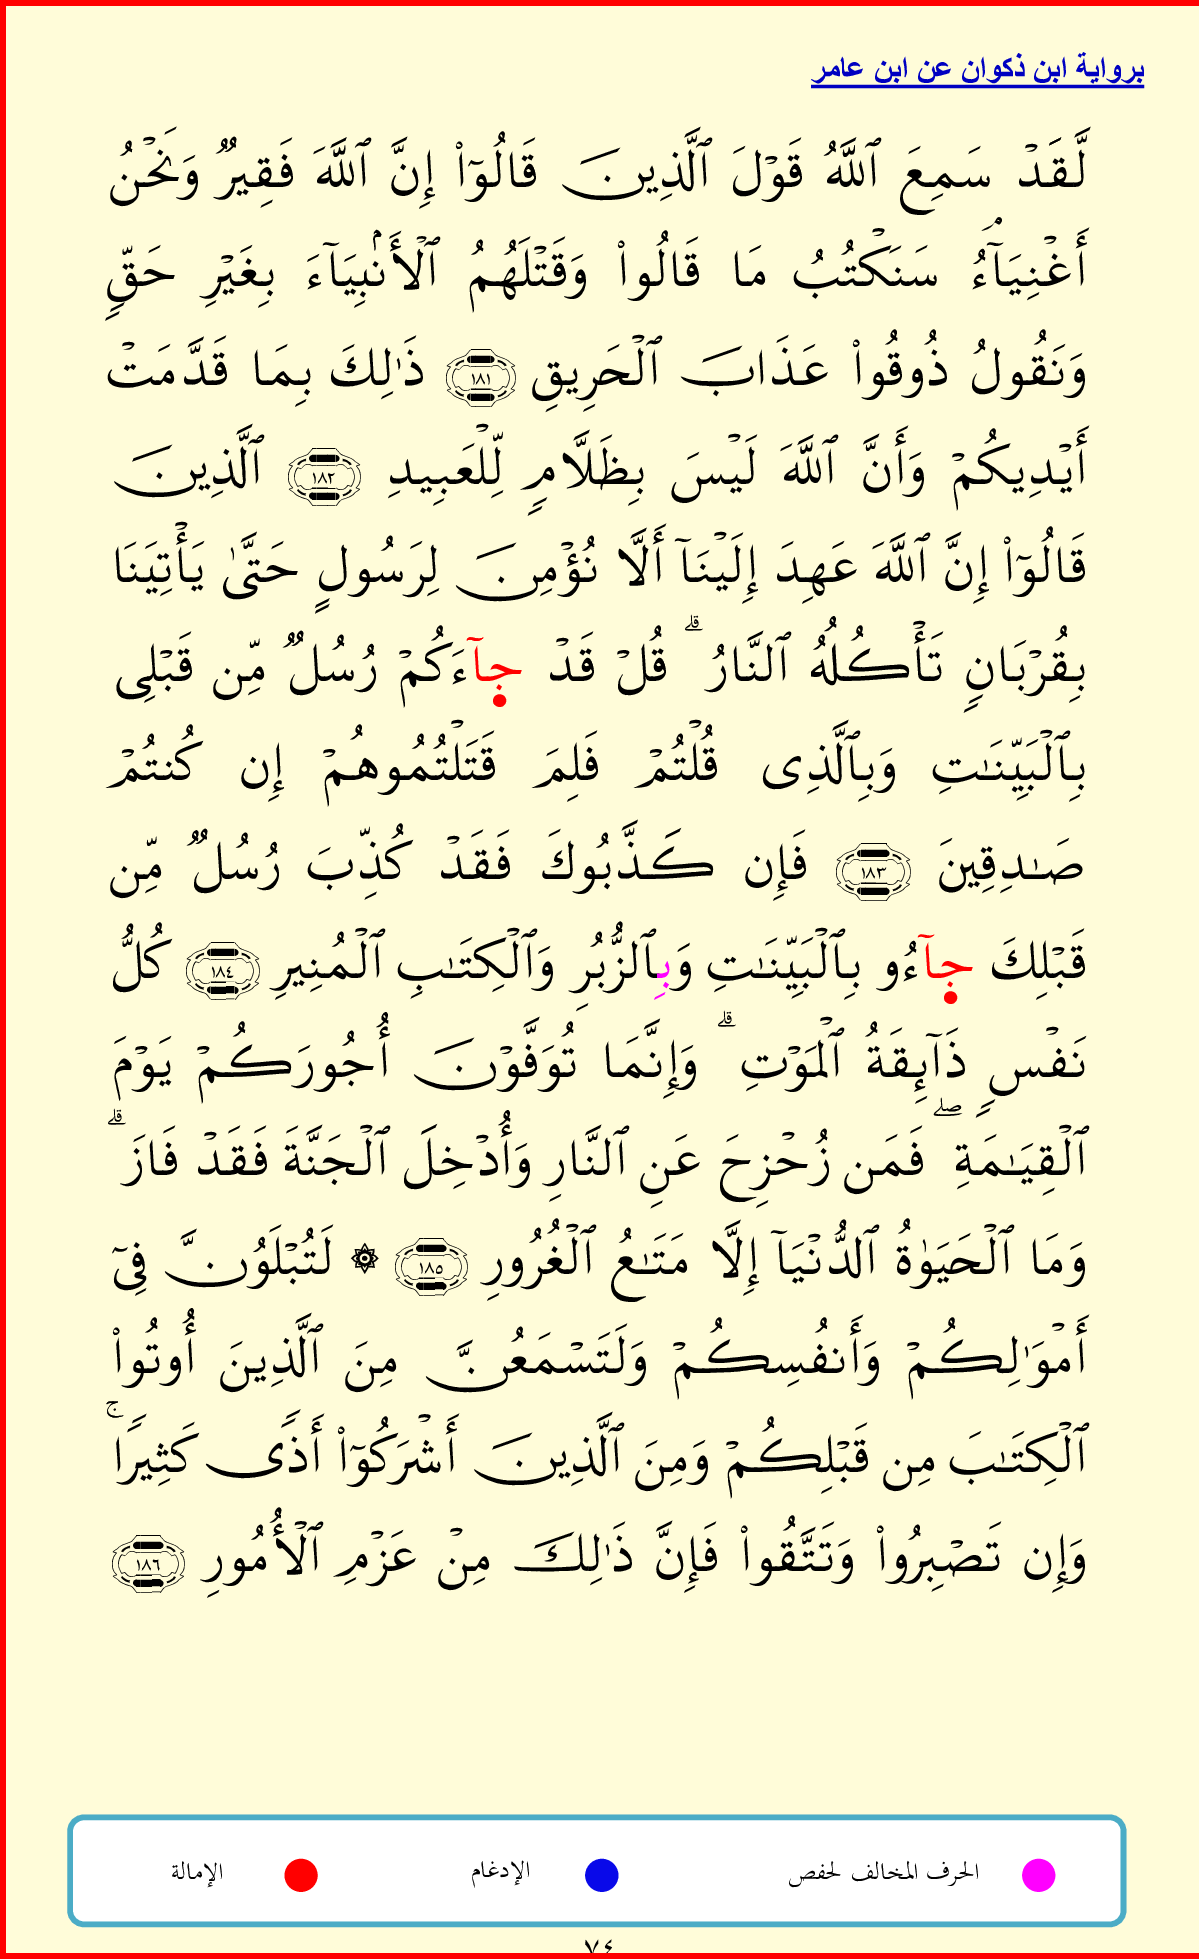 برواية ابن ذكوان عن ابن عامر
لَّقَدۡ سَمِعَ ٱللَّهُ قَوۡلَ ٱلَّذِينَ قَالُوٓاْ إِنَّ ٱللَّهَ فَقِيرٞ وَنَحۡنُ
أَغۡنِيَآءُۘ سَنَكۡتُبُ مَا قَالُواْ وَقَتۡلَهُمُ ٱلۡأَنۢبِيَآءَ بِغَيۡرِ حَقّٖ
وَنَقُولُ ذُوقُواْ عَذَابَ ٱلۡحَرِيقِ ١٨١ ذَٰلِكَ بِمَا قَدَّمَتۡ
أَيۡدِيكُمۡ وَأَنَّ ٱللَّهَ لَيۡسَ بِظَلَّامٖ لِّلۡعَبِيدِ ١٨٢ ٱلَّذِينَ
قَالُوٓاْ إِنَّ ٱللَّهَ عَهِدَ إِلَيۡنَآ أَلَّا نُؤۡمِنَ لِرَسُولٍ حَتَّىٰ يَأۡتِيَنَا
بِقُرۡبَانٖ تَأۡكُلُهُ ٱلنَّارُۗ قُلۡ قَدۡ جَآءَكُمۡ رُسُلٞ مِّن قَبۡلِي
بِٱلۡبَيِّنَٰتِ وَبِٱلَّذِي قُلۡتُمۡ فَلِمَ قَتَلۡتُمُوهُمۡ إِن كُنتُمۡ
صَٰدِقِينَ ١٨٣ فَإِن كَذَّبُوكَ فَقَدۡ كُذِّبَ رُسُلٞ مِّن
قَبۡلِكَ جَآءُو بِٱلۡبَيِّنَٰتِ وَبِٱلزُّبُرِ وَٱلۡكِتَٰبِ ٱلۡمُنِيرِ ١٨٤ كُلُّ
نَفۡسٖ ذَآئِقَةُ ٱلۡمَوۡتِۗ وَإِنَّمَا تُوَفَّوۡنَ أُجُورَكُمۡ يَوۡمَ
ٱلۡقِيَٰمَةِۖ فَمَن زُحۡزِحَ عَنِ ٱلنَّارِ وَأُدۡخِلَ ٱلۡجَنَّةَ فَقَدۡ فَازَۗ
وَمَا ٱلۡحَيَوٰةُ ٱلدُّنۡيَآ إِلَّا مَتَٰعُ ٱلۡغُرُورِ ١٨٥ ۞ لَتُبۡلَوُنَّ فِيٓ
أَمۡوَٰلِكُمۡ وَأَنفُسِكُمۡ وَلَتَسۡمَعُنَّ مِنَ ٱلَّذِينَ أُوتُواْ
ٱلۡكِتَٰبَ مِن قَبۡلِكُمۡ وَمِنَ ٱلَّذِينَ أَشۡرَكُوٓاْ أَذٗى كَثِيرٗاۚ
وَإِن تَصۡبِرُواْ وَتَتَّقُواْ فَإِنَّ ذَٰلِكَ مِنۡ عَزۡمِ ٱلۡأُمُورِ ١٨٦
الحرف المخالف لحفص الإدغام الإمالة
٧٤